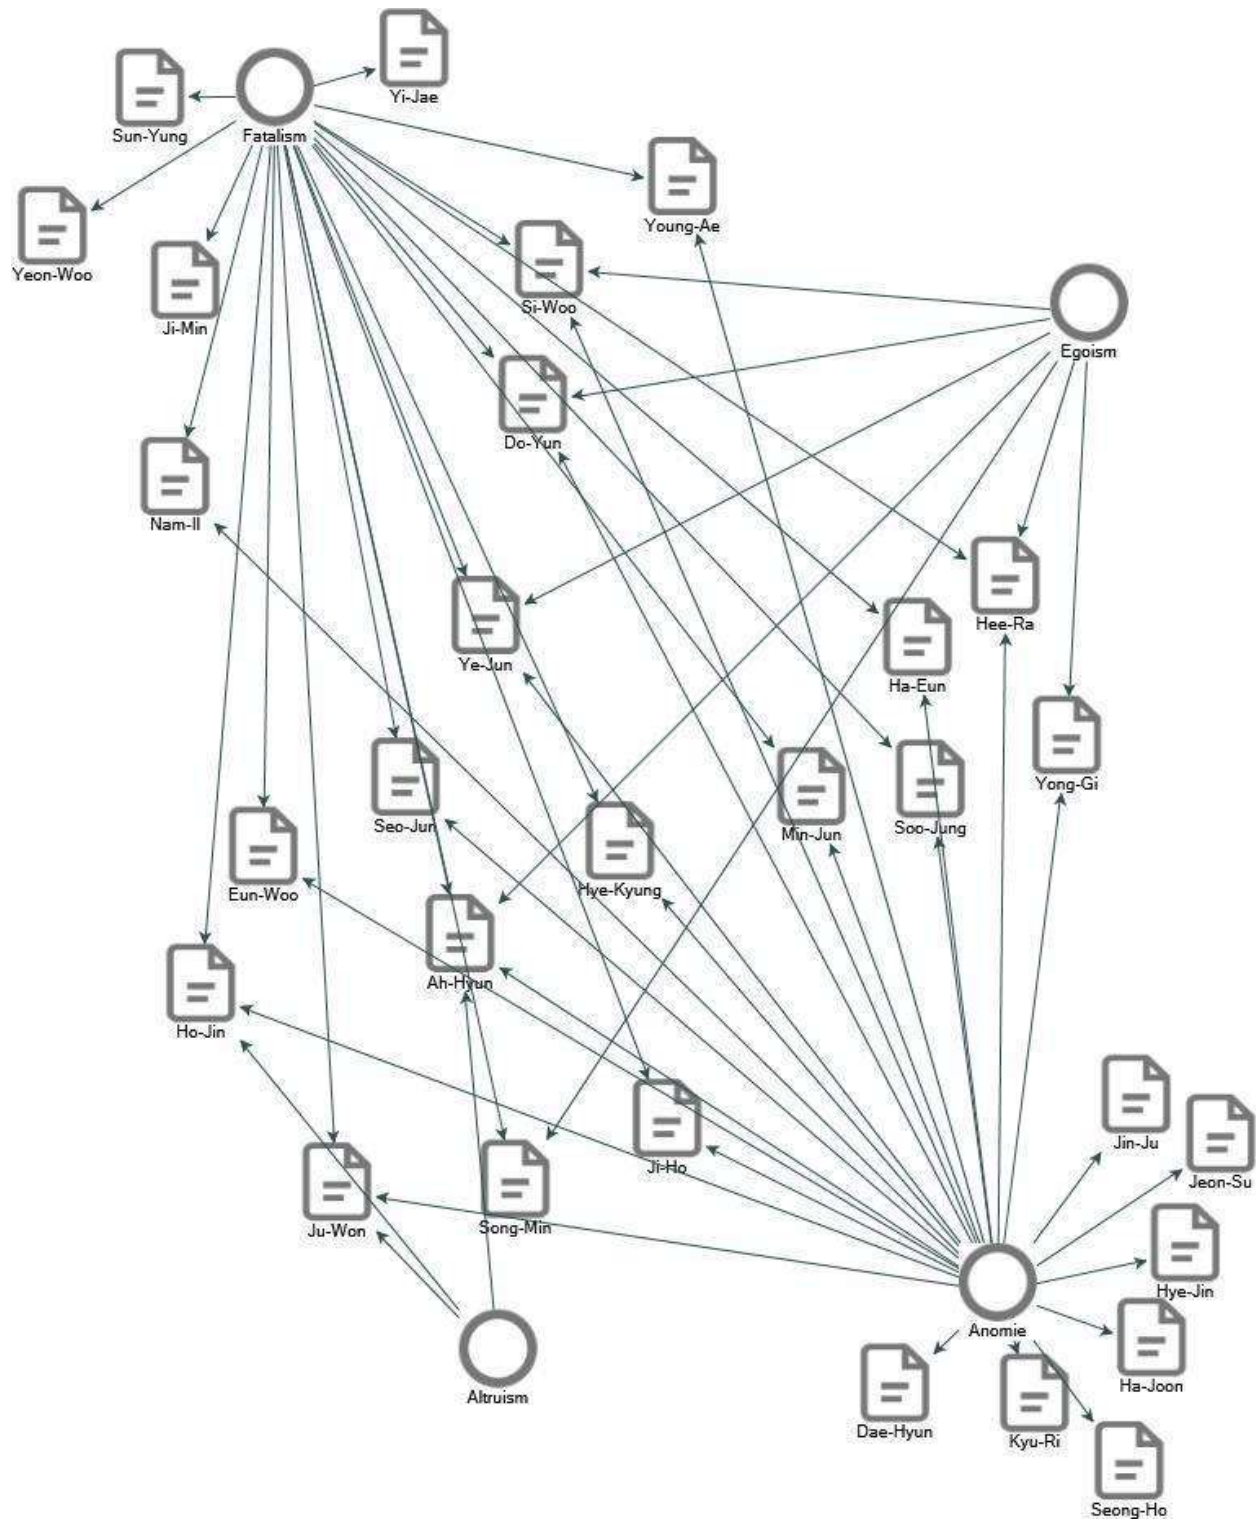 Yi-Jae
Sun-Yung
Fatalism
Young-Ae
Yeon-Woo
Si-Woo
Ji-Min
Egoism
Do-Yun
Nam-Il
Hee-Ra
Ye-Jun
Ha-Eun
Yong-Gi
Seo-Jun
Min-Jun
Soo-Jung
Eun-Woo
Hye-Kyung
Ah-Hyun
Ho-Jin
Jin-Ju
Ji-Ho
Jeon-Su
Ju-Won
Song-Min
Hye-Jin
Anomie
Ha-Joon
Altruism
Dae-Hyun
Kyu-Ri
Seong-Ho